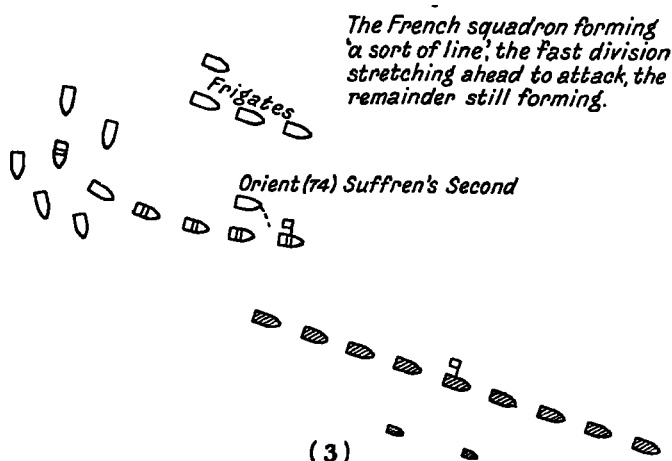 The French squadron forming
'a sort of line', the fast division
stretching ahead to attack, the
remainder still forming.
Frigates
Orient (74) Suffren's Second
(3)